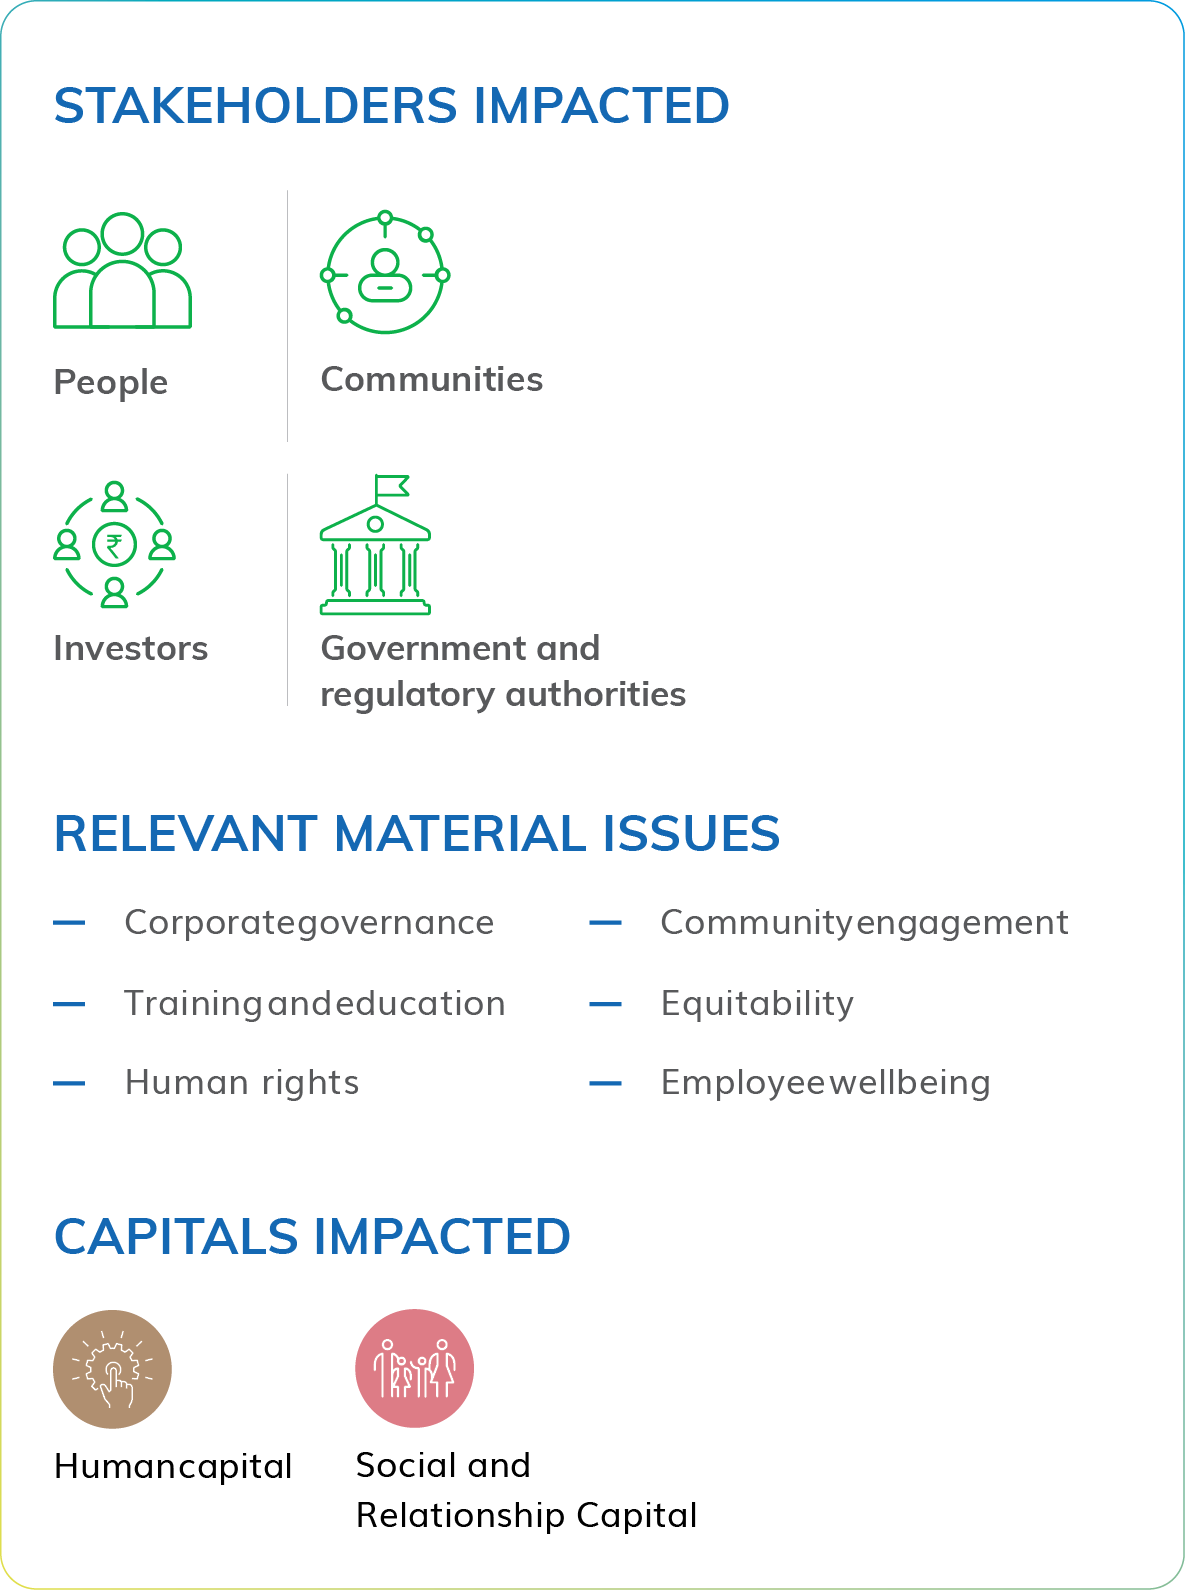 STAKEHOLDERS IMPACTED
People
Communities
₹
Investors
Government and
regulatory authorities
RELEVANT MATERIAL ISSUES
— Corporategovernance
— Communityengagement
— Trainingandeducation
— Equitability
— Human rights
— Employeewellbeing
CAPITALS IMPACTED
Humancapital
Social and
Relationship Capital